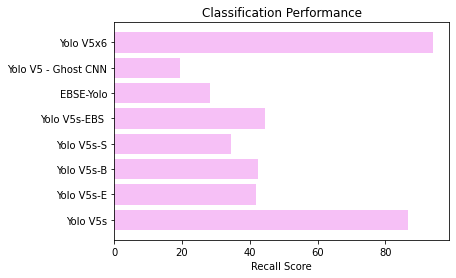 Classification Performance
Yolo V5x6
Yolo V5 - Ghost CNN
EBSE-Yolo
Yolo V5s-EBS
Yolo V5s-S
Yolo V5s-B
Yolo V5s-E
Yolo V5s
0 20 40 60 80
Recall Score